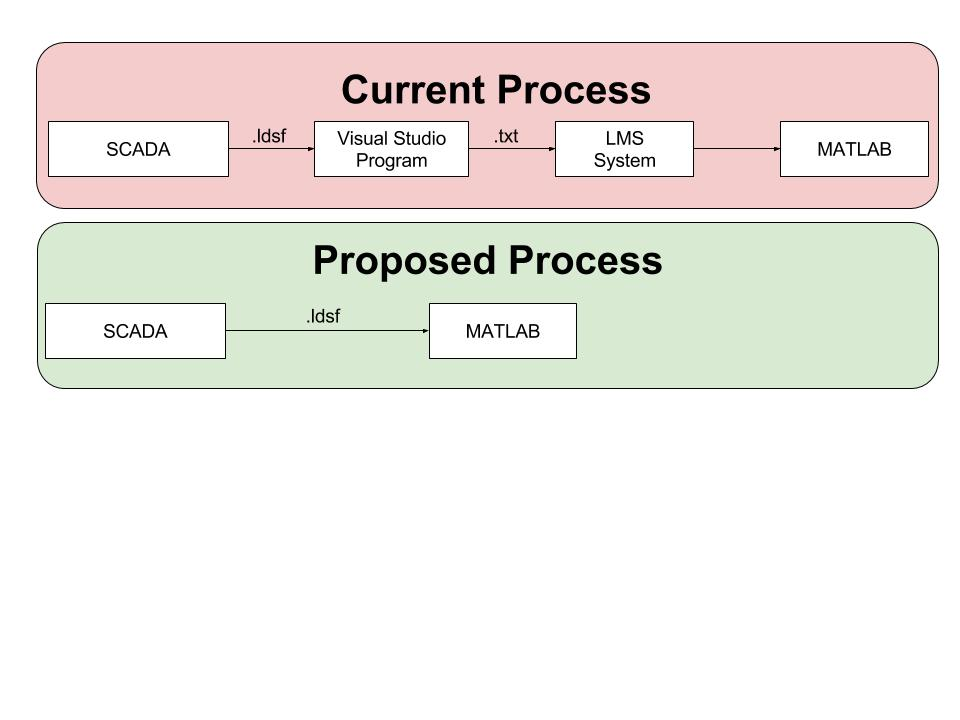 Current Process
SCADA
.ldsf
Visual Studio
Program
.txt
LMS
System
MATLAB
Proposed Process
SCADA
.ldsf
MATLAB